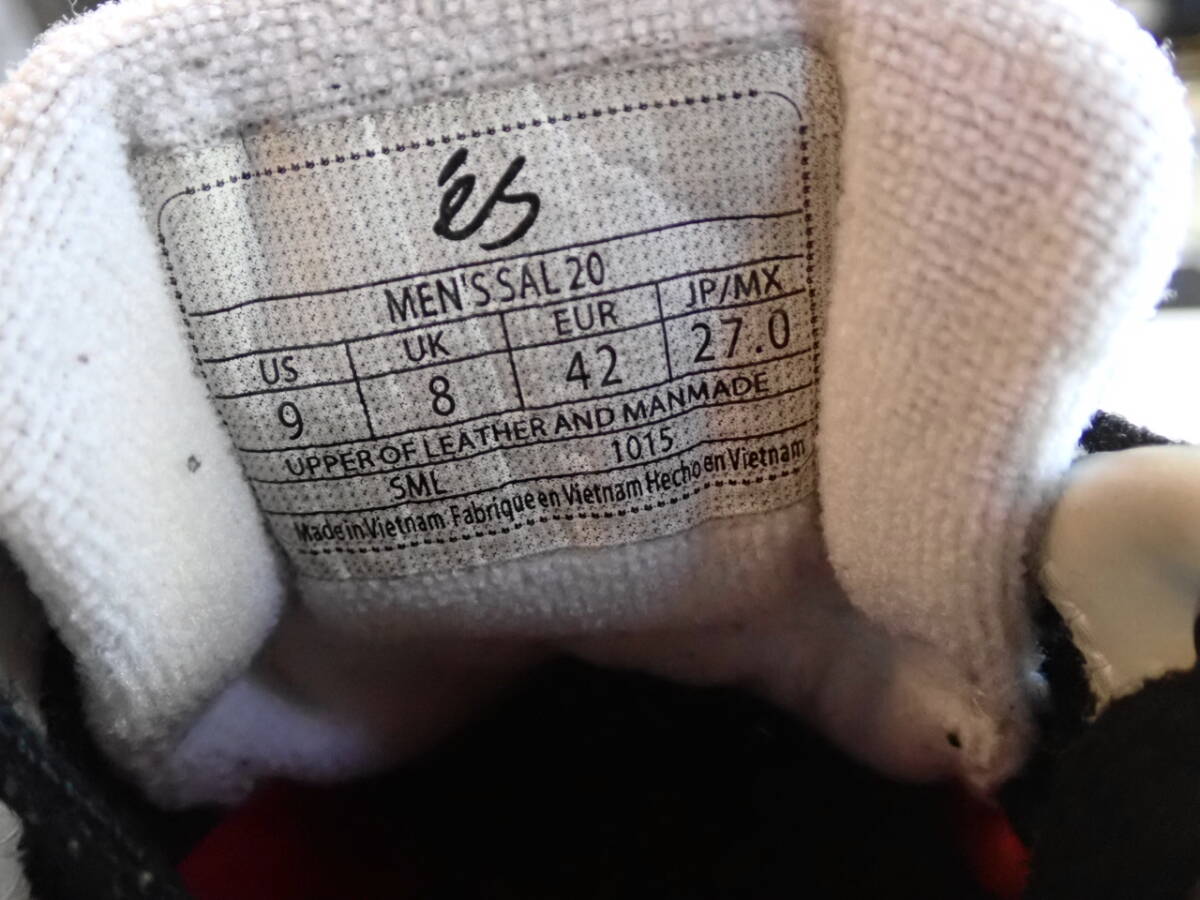 és
MEN'S SAL 20
US UK EUR JP/MX
9 8 42 27.0
UPPER OF LEATHER AND MANMADE
SML 1015
Made in Vietnam Fabrique en Vietnam Hecho en Vietnam